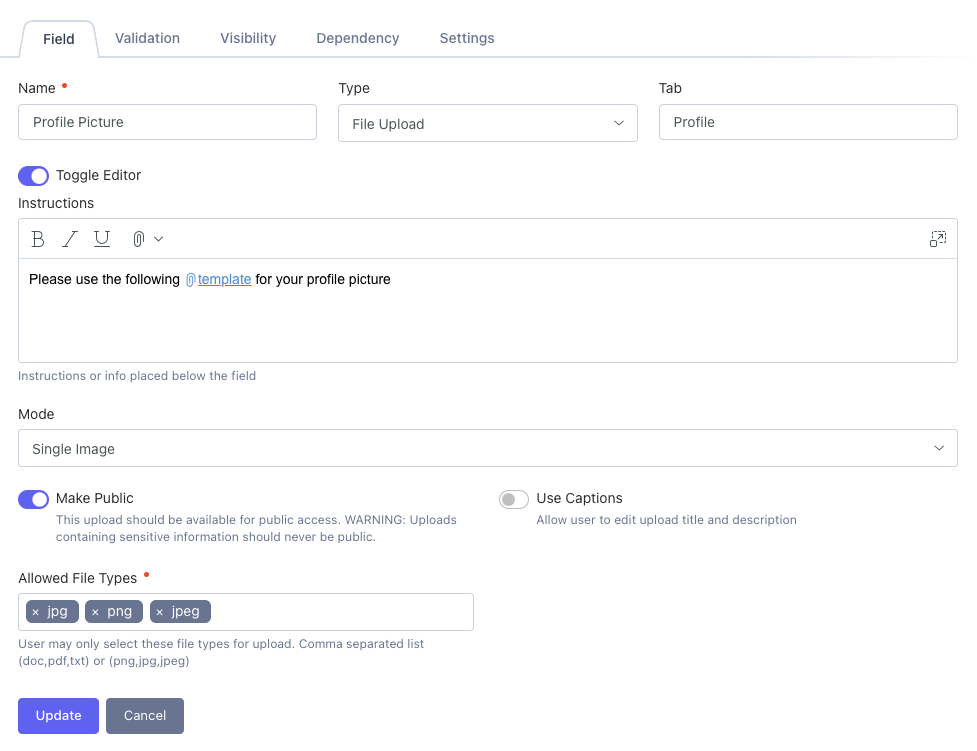 Field Validation Visibility Dependency Settings
Name • Type Tab
Profile Picture File Upload Profile
Toggle Editor
Instructions
B I U
Please use the following template for your profile picture
Instructions or info placed below the field
Mode
Single Image
Make Public Use Captions
This upload should be available for public access. WARNING: Uploads Allow user to edit upload title and description
containing sensitive information should never be public.
Allowed File Types •
× jpg × png × jpeg
User may only select these file types for upload. Comma separated list
(doc,pdf,txt) or (png,jpg,jpeg)
Update Cancel